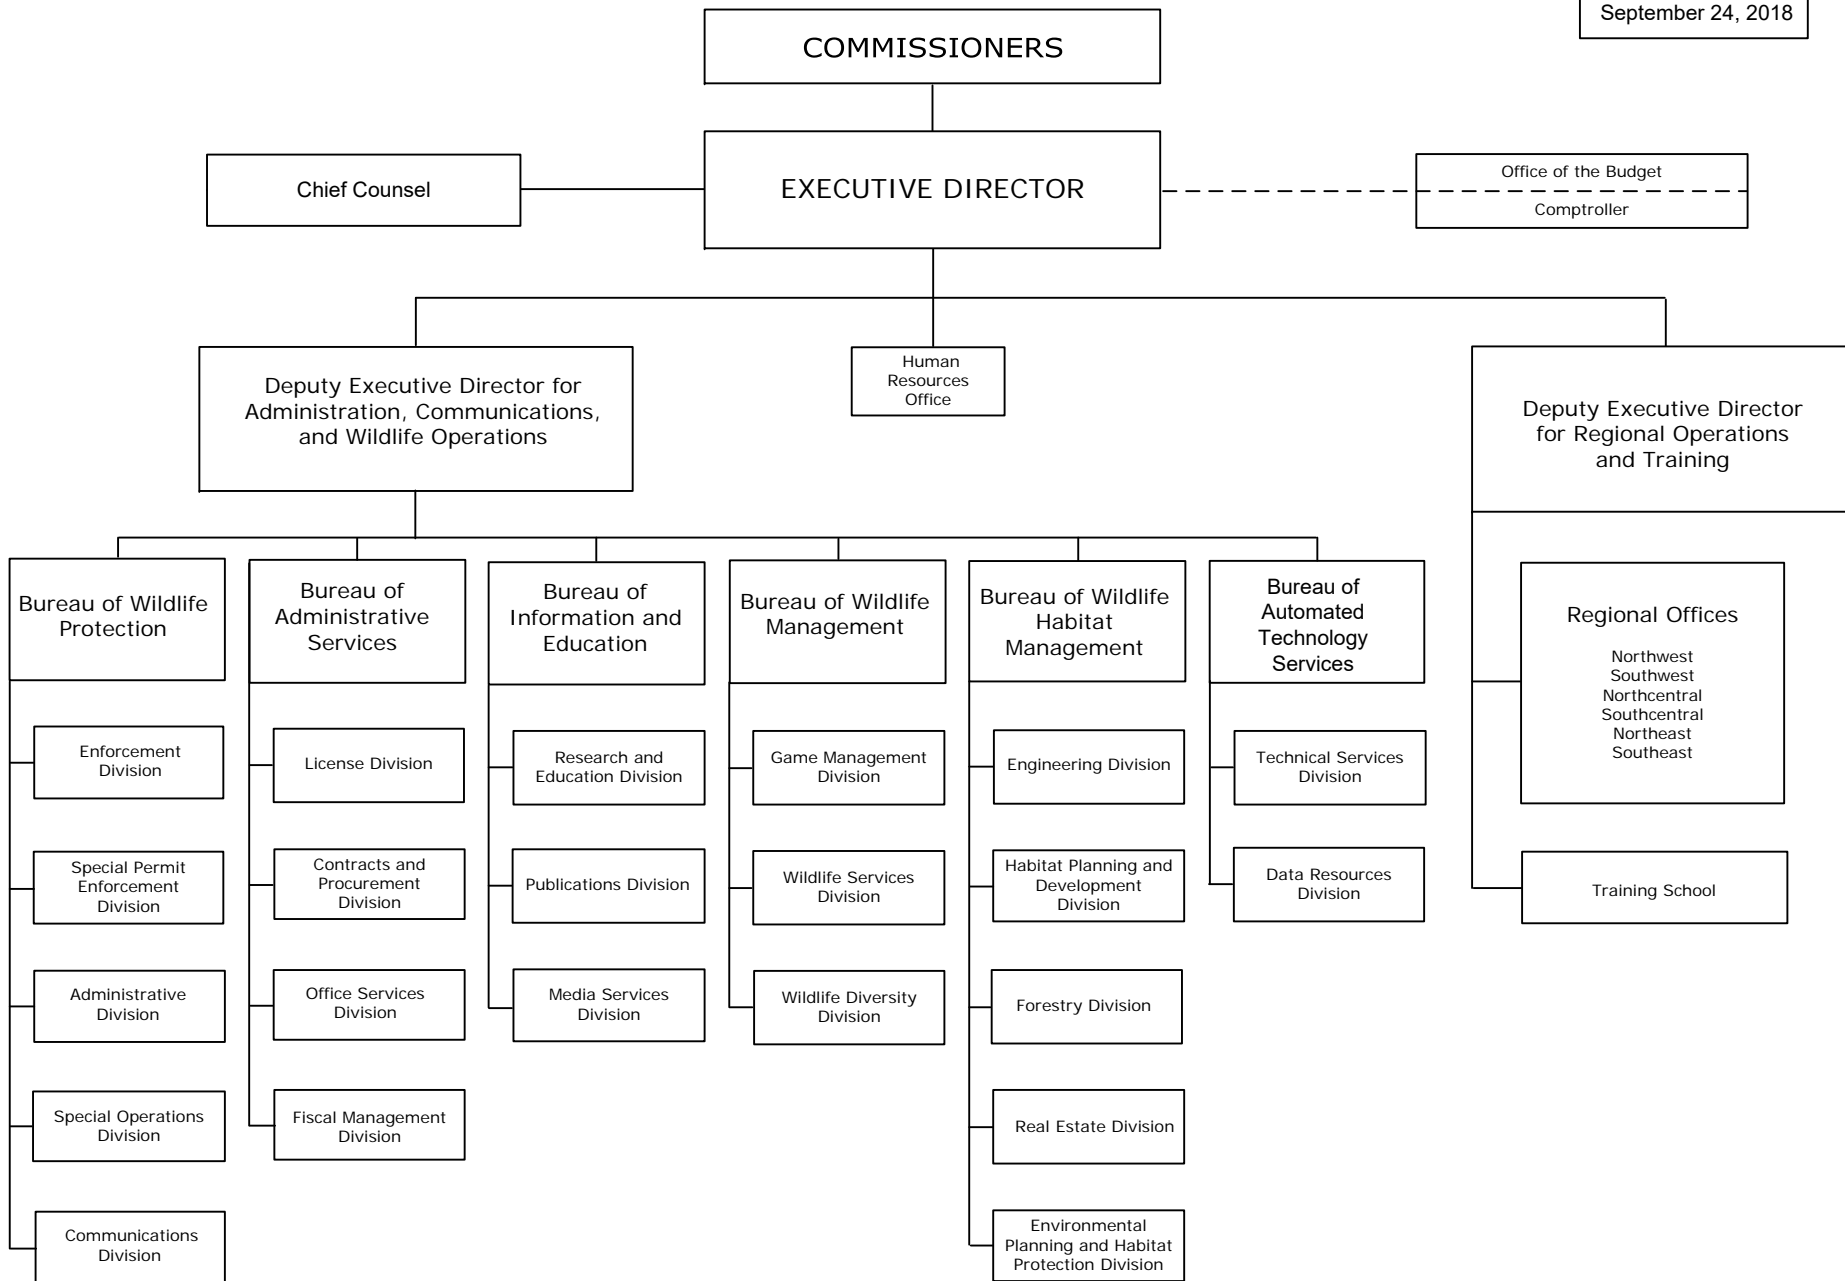 September 24, 2018
COMMISSIONERS
Chief Counsel
EXECUTIVE DIRECTOR
Office of the Budget
Comptroller
Deputy Executive Director for
Administration, Communications,
and Wildlife Operations
Human
Resources
Office
Deputy Executive Director
for Regional Operations
and Training
Bureau of Wildlife
Protection
Bureau of
Administrative
Services
Bureau of
Information and
Education
Bureau of Wildlife
Management
Bureau of Wildlife
Habitat
Management
Bureau of
Automated
Technology
Services
Regional Offices
Northwest
Southwest
Northcentral
Southcentral
Northeast
Southeast
Enforcement
Division
License Division
Research and
Education Division
Game Management
Division
Engineering Division
Technical Services
Division
Special Permit
Enforcement
Division
Contracts and
Procurement
Division
Publications Division
Wildlife Services
Division
Habitat Planning and
Development
Division
Data Resources
Division
Training School
Administrative
Division
Office Services
Division
Media Services
Division
Wildlife Diversity
Division
Forestry Division
Special Operations
Division
Fiscal Management
Division
Real Estate Division
Communications
Division
Environmental
Planning and Habitat
Protection Division